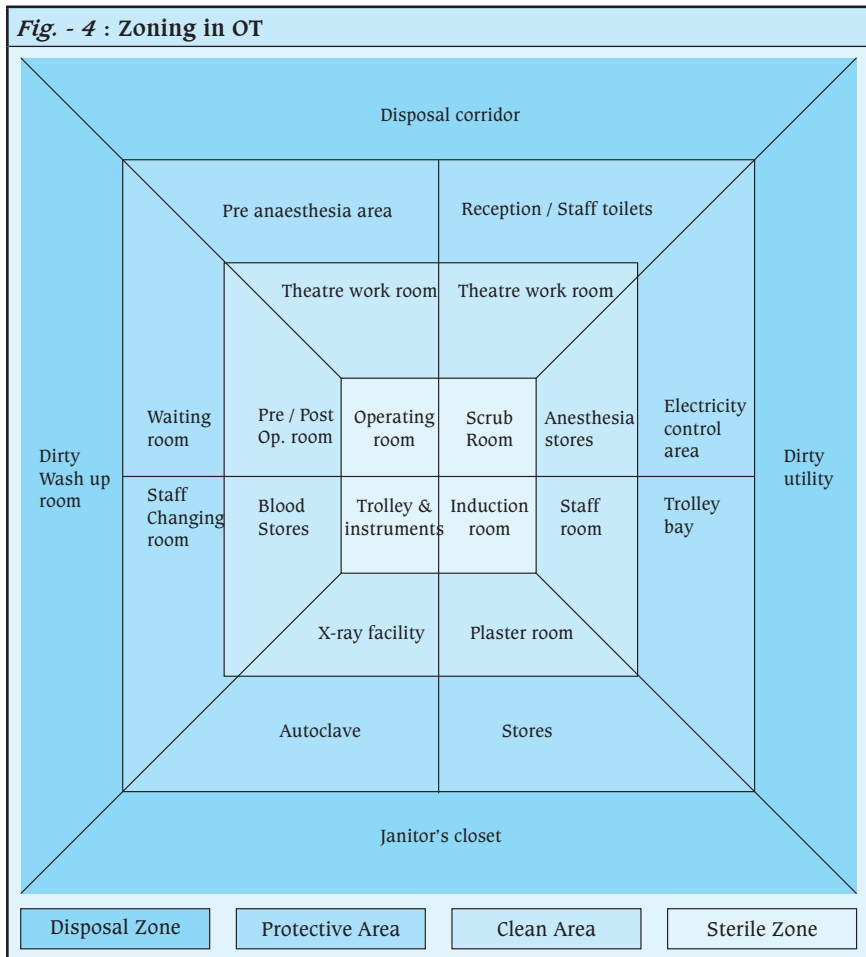 Fig. - 4 : Zoning in OT
Disposal corridor
Pre anaesthesia area
Reception / Staff toilets
Theatre work room
Theatre work room
Dirty
Wash up
room
Waiting
room
Pre / Post
Op. room
Operating
room
Scrub
Room
Anesthesia
stores
Electricity
control
area
Dirty
utility
Staff
Changing
room
Blood
Stores
Trolley &
instruments
Induction
room
Staff
room
Trolley
bay
X-ray facility
Plaster room
Autoclave
Stores
Janitor's closet
Disposal Zone
Protective Area
Clean Area
Sterile Zone